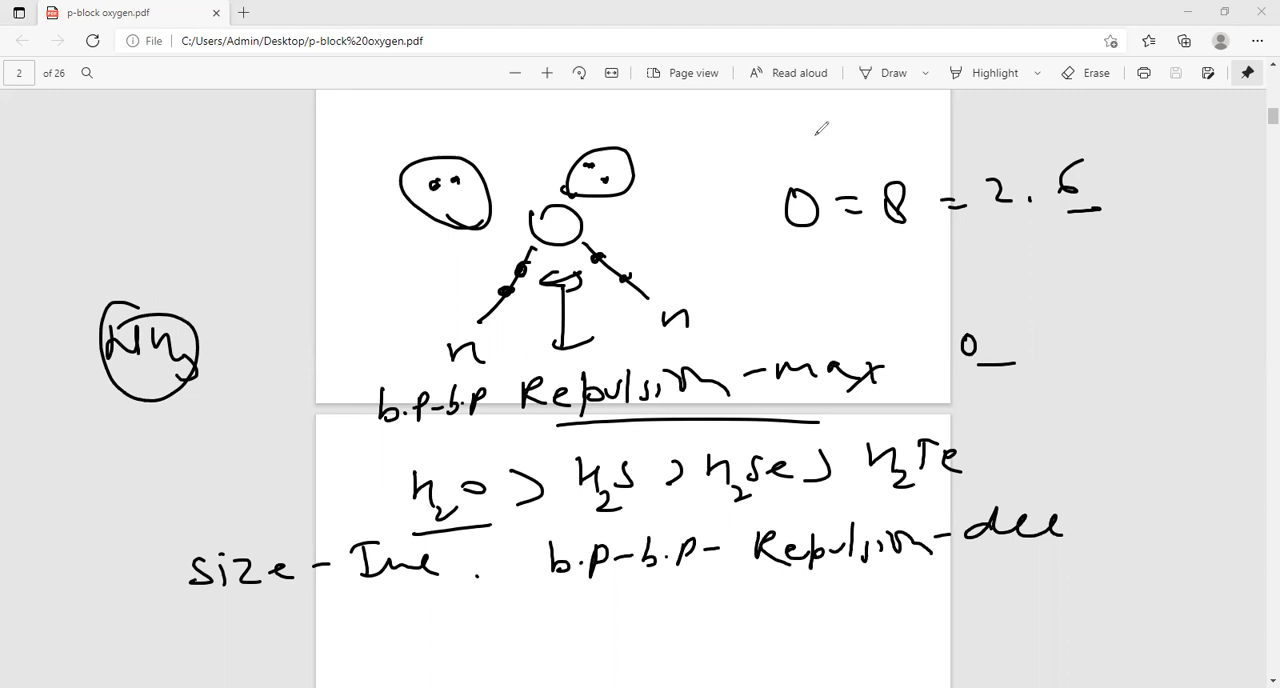 p-block oxygen.pdf
File C:/Users/Admin/Desktop/p-block%20oxygen.pdf
2 of 26 Page view Read aloud Draw Highlight Erase
O = 8 = 2.6
NH3
H H
O
b.p-b.p Repulsion - max
H2O > H2S > H2Se > H2Te
size - Inc. b.p-b.p - Repulsion - dec